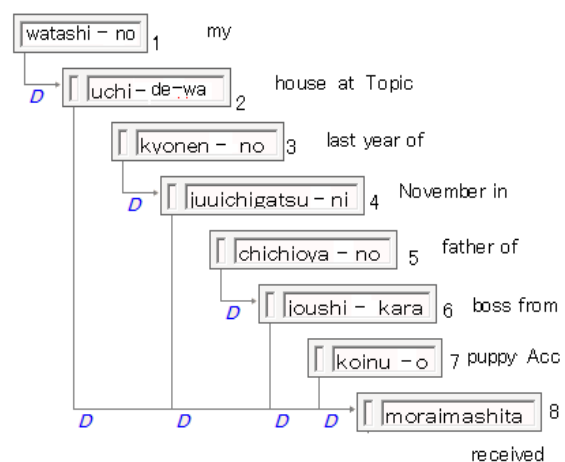 watashi - no 1 my
D
uchi - de-wa 2 house at Topic
kyonen - no 3 last year of
D
juuichigatsu - ni 4 November in
chichioya - no 5 father of
D
joushi - kara 6 boss from
koinu - o 7 puppy Acc
D D D D moraimashita 8
received